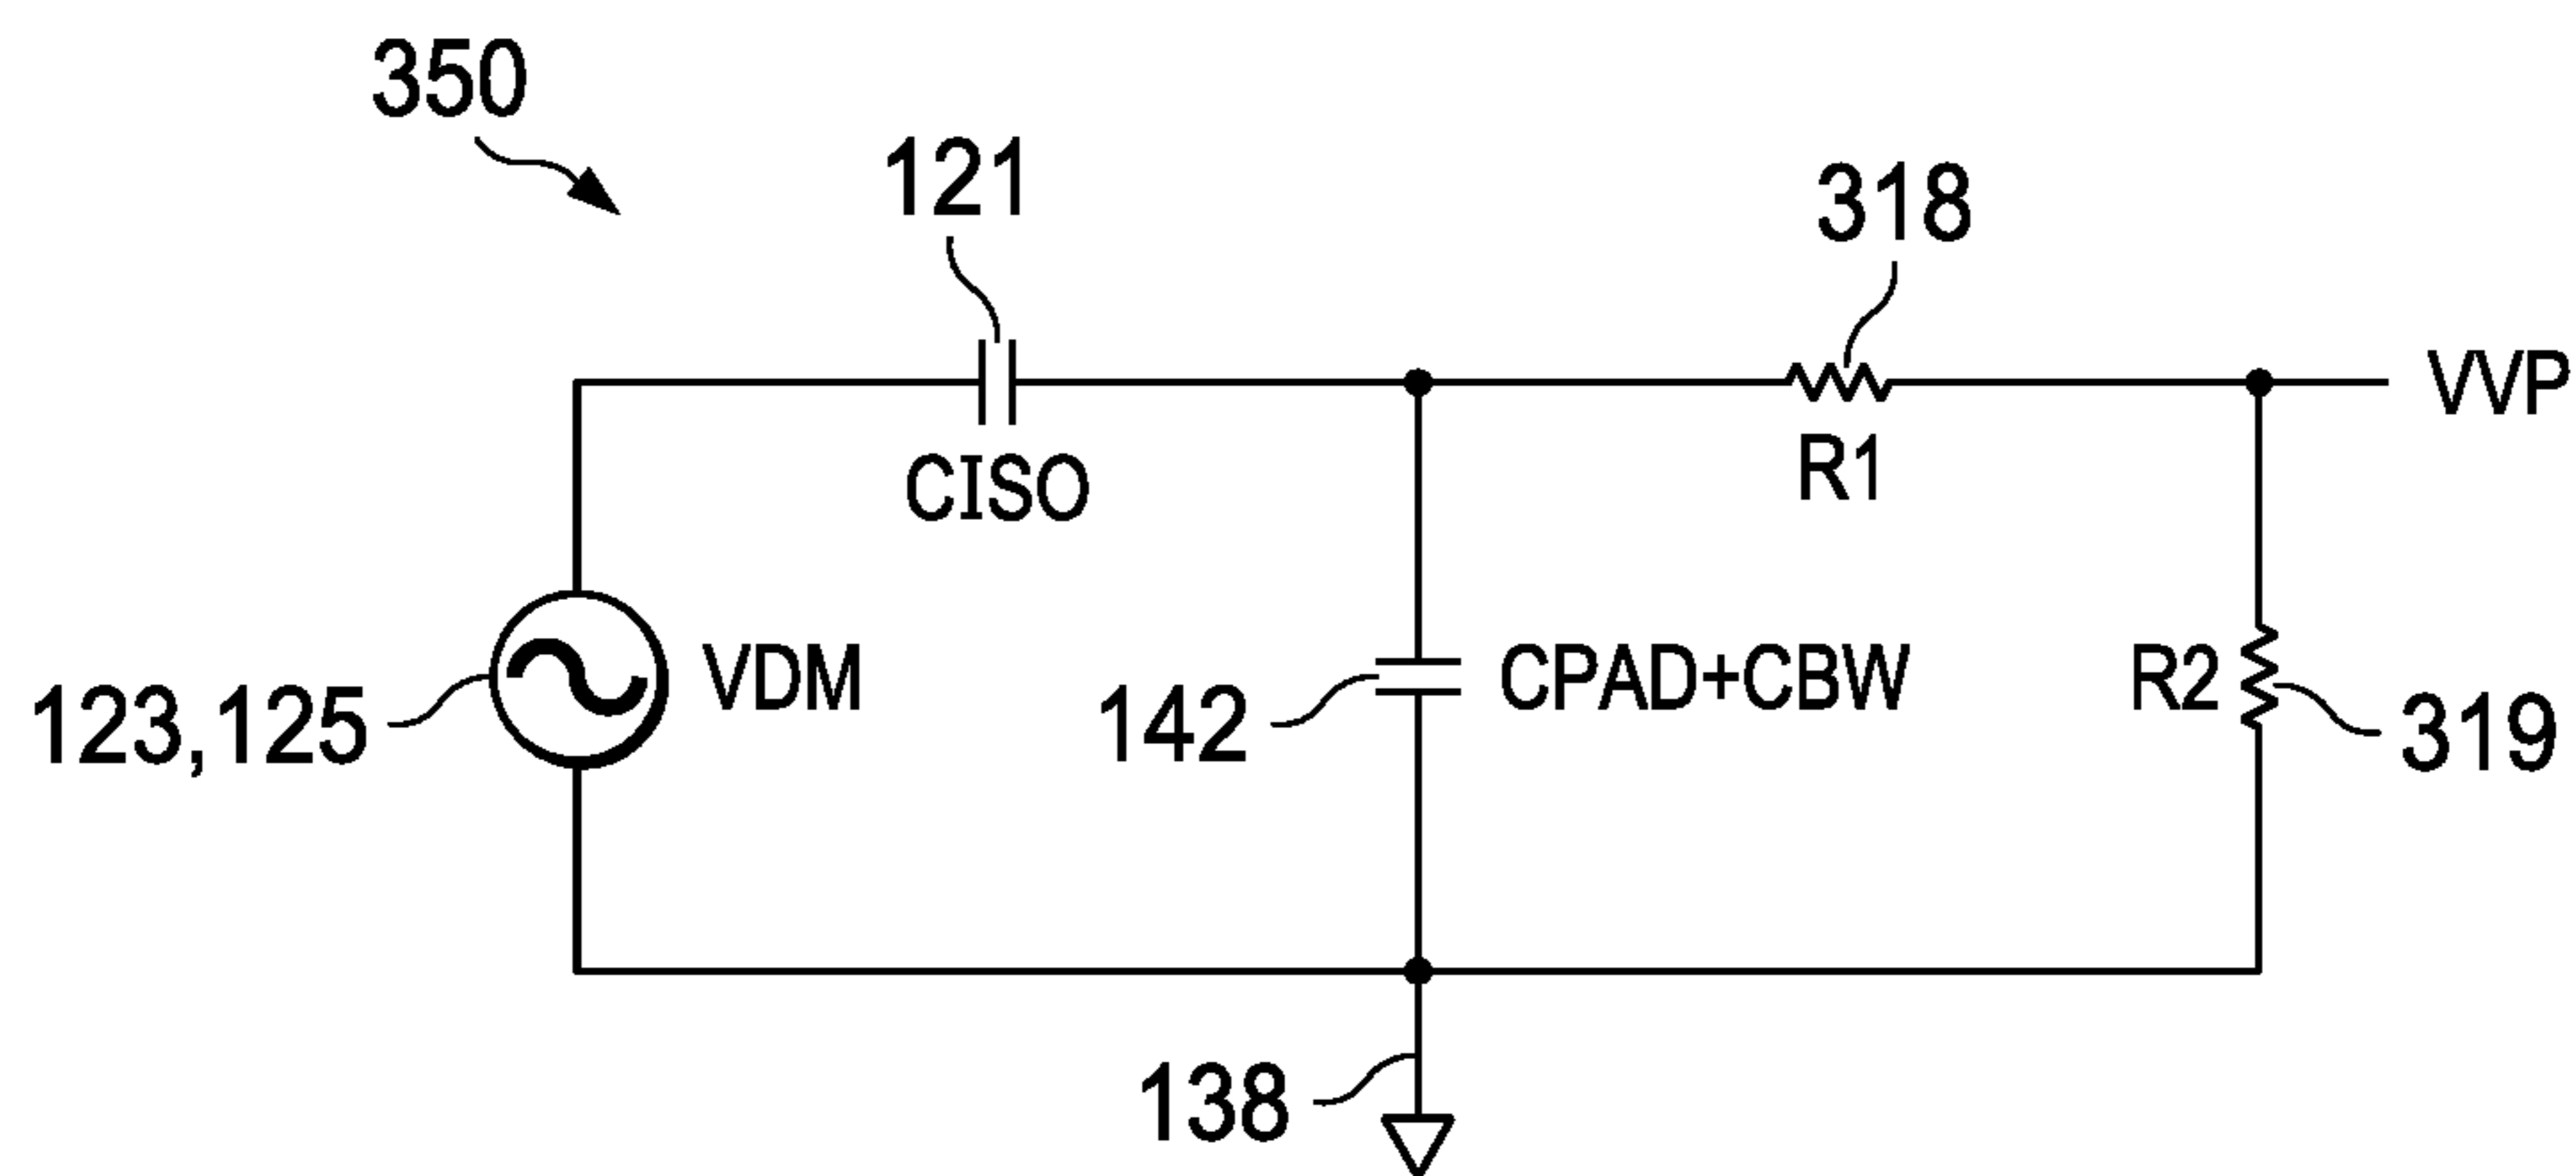 350
121
318
VVP
CISO
R1
123,125
VDM
142
CPAD+CBW
R2
319
138